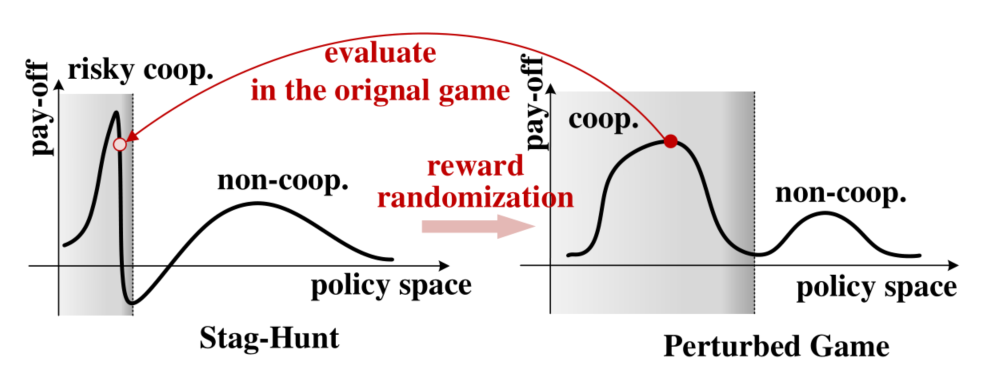 pay-off
risky coop.
non-coop.
policy space
Stag-Hunt
evaluate
in the orignal game
reward
randomization
pay-off
coop.
non-coop.
policy space
Perturbed Game